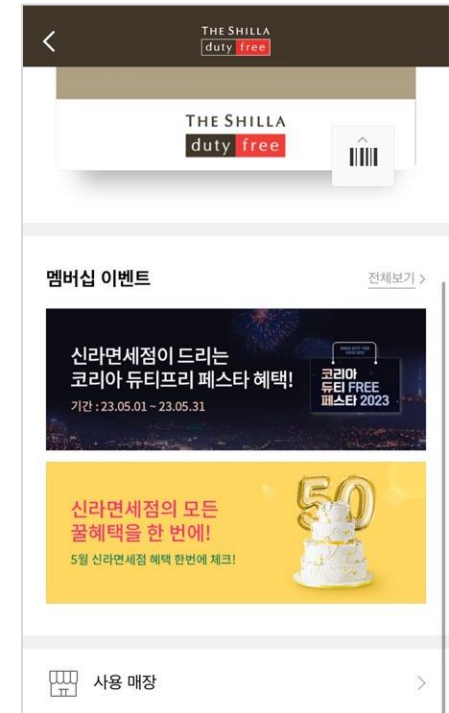 THE SHILLA
duty free
THE SHILLA
duty free
멤버십 이벤트
전체보기 >
신라면세점이 드리는
코리아 듀티프리 페스타 혜택!
기간 : 23.05.01 ~ 23.05.31
코리아
듀티 FREE
페스타 2023
신라면세점의 모든
꿀혜택을 한 번에!
5월 신라면세점 혜택 한번에 체크!
50
사용 매장